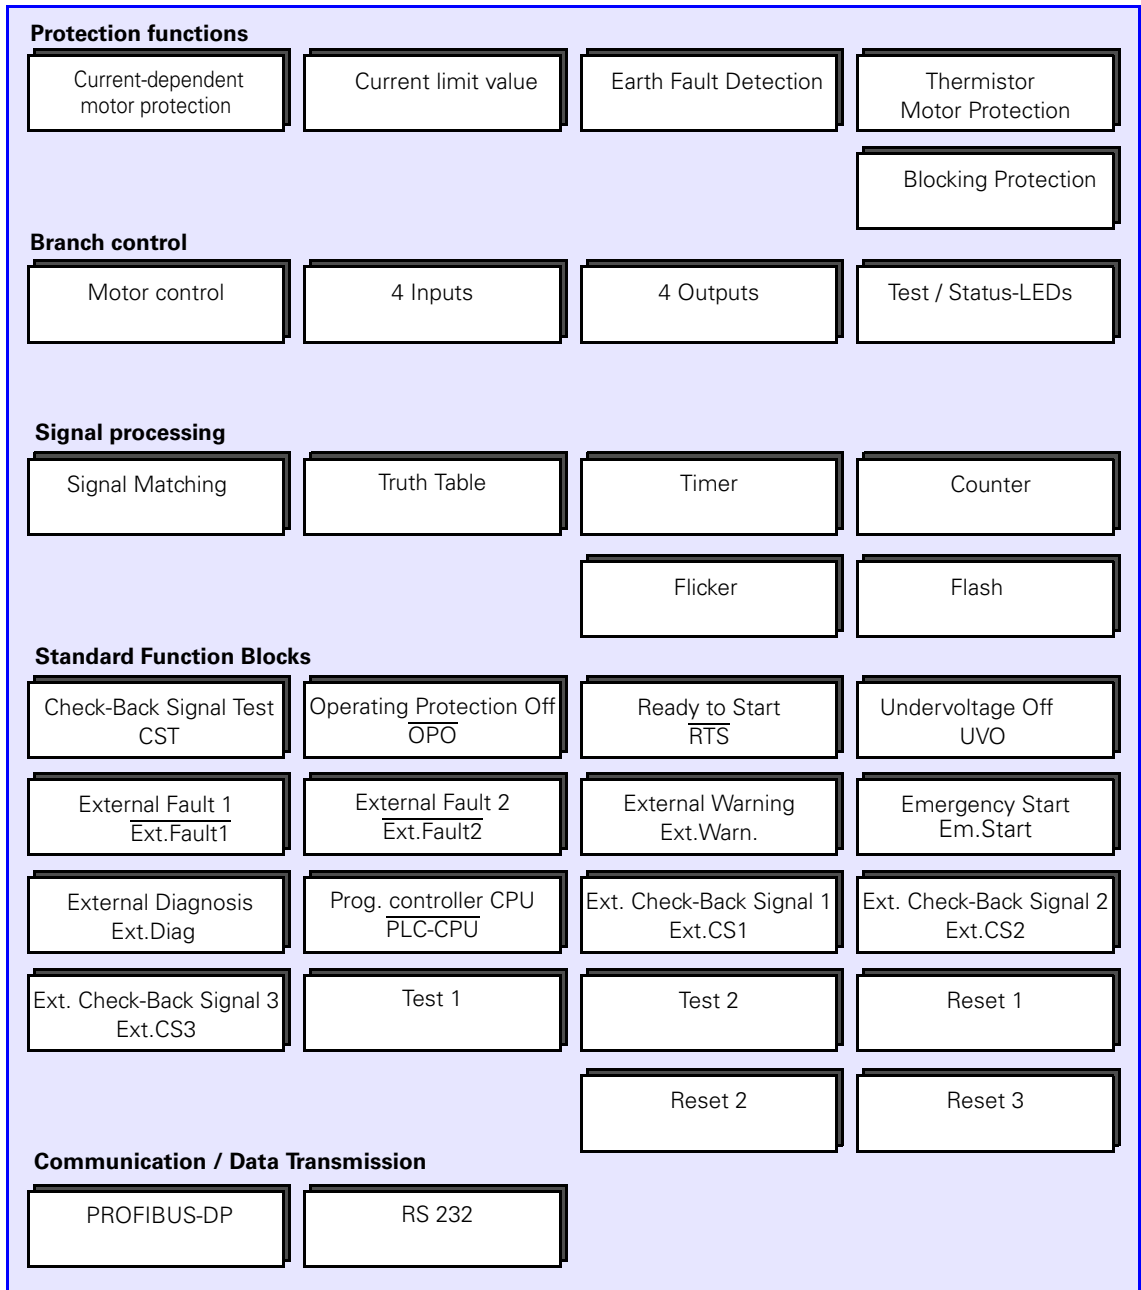 Protection functions
Current-dependent
motor protection
Current limit value
Earth Fault Detection
Thermistor
Motor Protection
Blocking Protection
Branch control
Motor control
4 Inputs
4 Outputs
Test / Status-LEDs
Signal processing
Signal Matching
Truth Table
Timer
Counter
Flicker
Flash
Standard Function Blocks
Check-Back Signal Test
CST
Operating Protection Off
OPO
Ready to Start
RTS
Undervoltage Off
UVO
External Fault 1
Ext.Fault1
External Fault 2
Ext.Fault2
External Warning
Ext.Warn.
Emergency Start
Em.Start
External Diagnosis
Ext.Diag
Prog. controller CPU
PLC-CPU
Ext. Check-Back Signal 1
Ext.CS1
Ext. Check-Back Signal 2
Ext.CS2
Ext. Check-Back Signal 3
Ext.CS3
Test 1
Test 2
Reset 1
Reset 2
Reset 3
Communication / Data Transmission
PROFIBUS-DP
RS 232